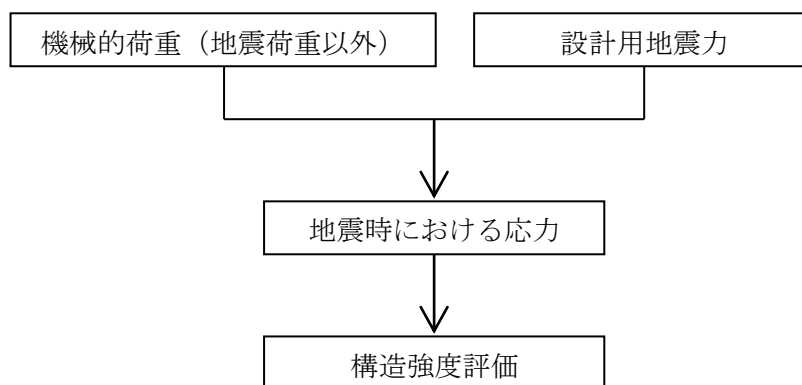 機械的荷重（地震荷重以外）
設計用地震力
地震時における応力
構造強度評価